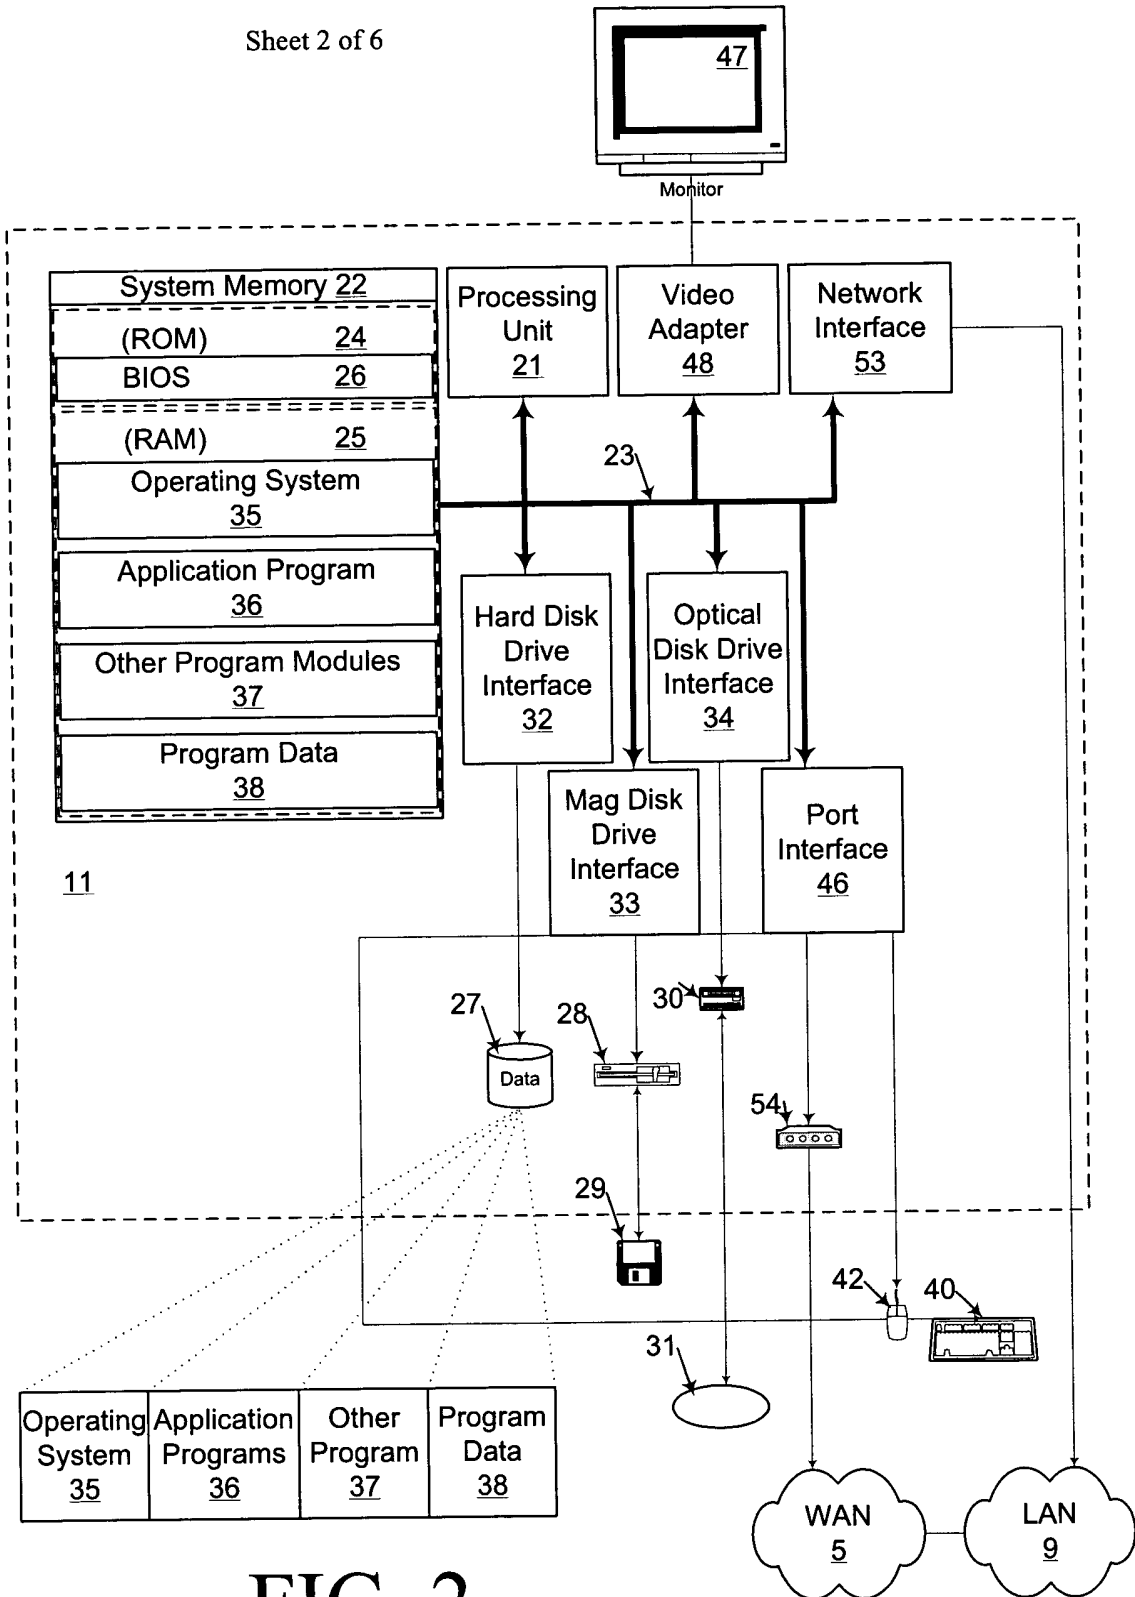 Sheet 2 of 6
47
Monitor
System Memory 22
(ROM) 24
BIOS 26
(RAM) 25
Operating System
35
Application Program
36
Other Program Modules
37
Program Data
38
Processing
Unit
21
Video
Adapter
48
Network
Interface
53
23
Hard Disk
Drive
Interface
32
Optical
Disk Drive
Interface
34
Mag Disk
Drive
Interface
33
Port
Interface
46
11
27
Data
28
30
54
29
42
40
31
Operating
System
35
Application
Programs
36
Other
Program
37
Program
Data
38
WAN
5
LAN
9
FIG. 2